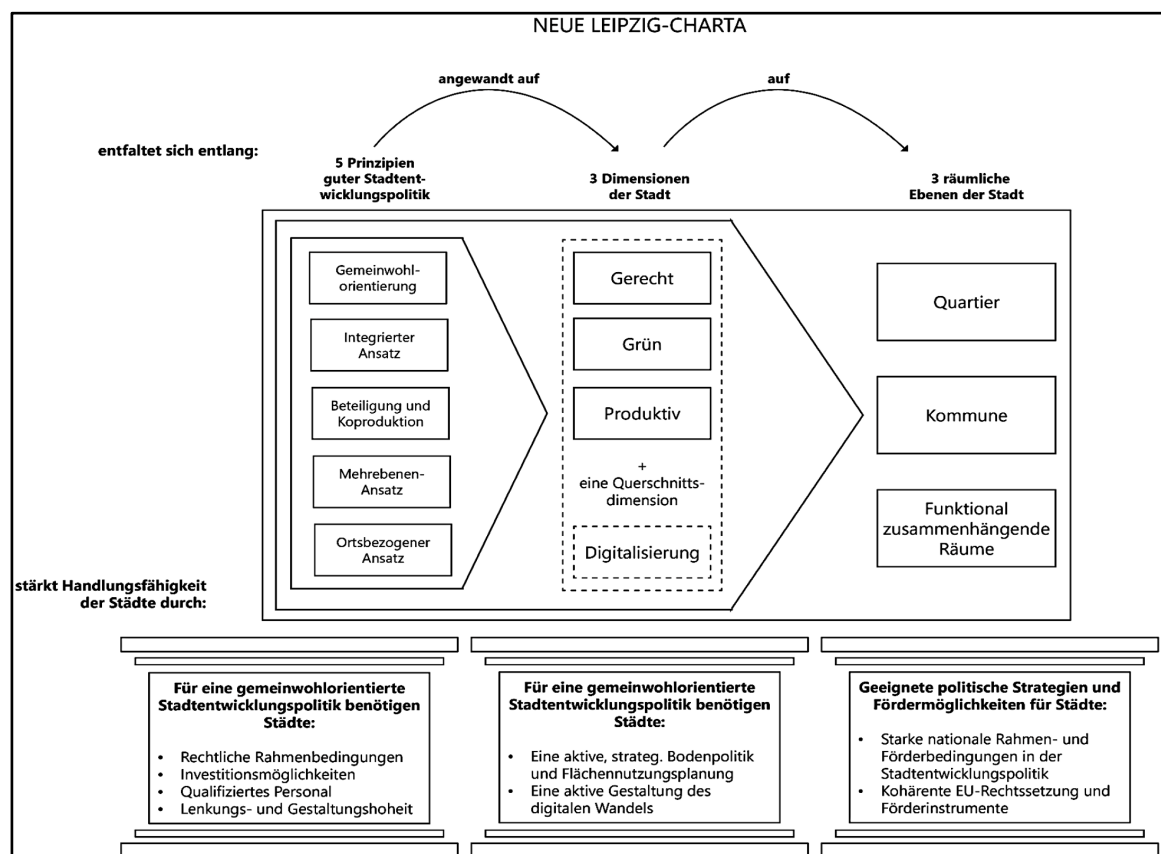 NEUE LEIPZIG-CHARTA
angewandt auf
auf
entfaltet sich entlang:
5 Prinzipien
guter Stadtent-
wicklungspolitik
3 Dimensionen
der Stadt
3 räumliche
Ebenen der Stadt
Gemeinwohl-
orientierung
Integrierter
Ansatz
Beteiligung und
Koproduktion
Mehrebenen-
Ansatz
Ortsbezogener
Ansatz
Gerecht
Grün
Produktiv
+
eine Querschnitts-
dimension
Digitalisierung
Quartier
Kommune
Funktional
zusammenhängende
Räume
stärkt Handlungsfähigkeit
der Städte durch:
Für eine gemeinwohlorientierte
Stadtentwicklungspolitik benötigen
Städte:
• Rechtliche Rahmenbedingungen
• Investitionsmöglichkeiten
• Qualifiziertes Personal
• Lenkungs- und Gestaltungshoheit
Für eine gemeinwohlorientierte
Stadtentwicklungspolitik benötigen
Städte:
• Eine aktive, strateg. Bodenpolitik
und Flächennutzungsplanung
• Eine aktive Gestaltung des
digitalen Wandels
Geeignete politische Strategien und
Fördermöglichkeiten für Städte:
• Starke nationale Rahmen- und
Förderbedingungen in der
Stadtentwicklungspolitik
• Kohärente EU-Rechtssetzung und
Förderinstrumente